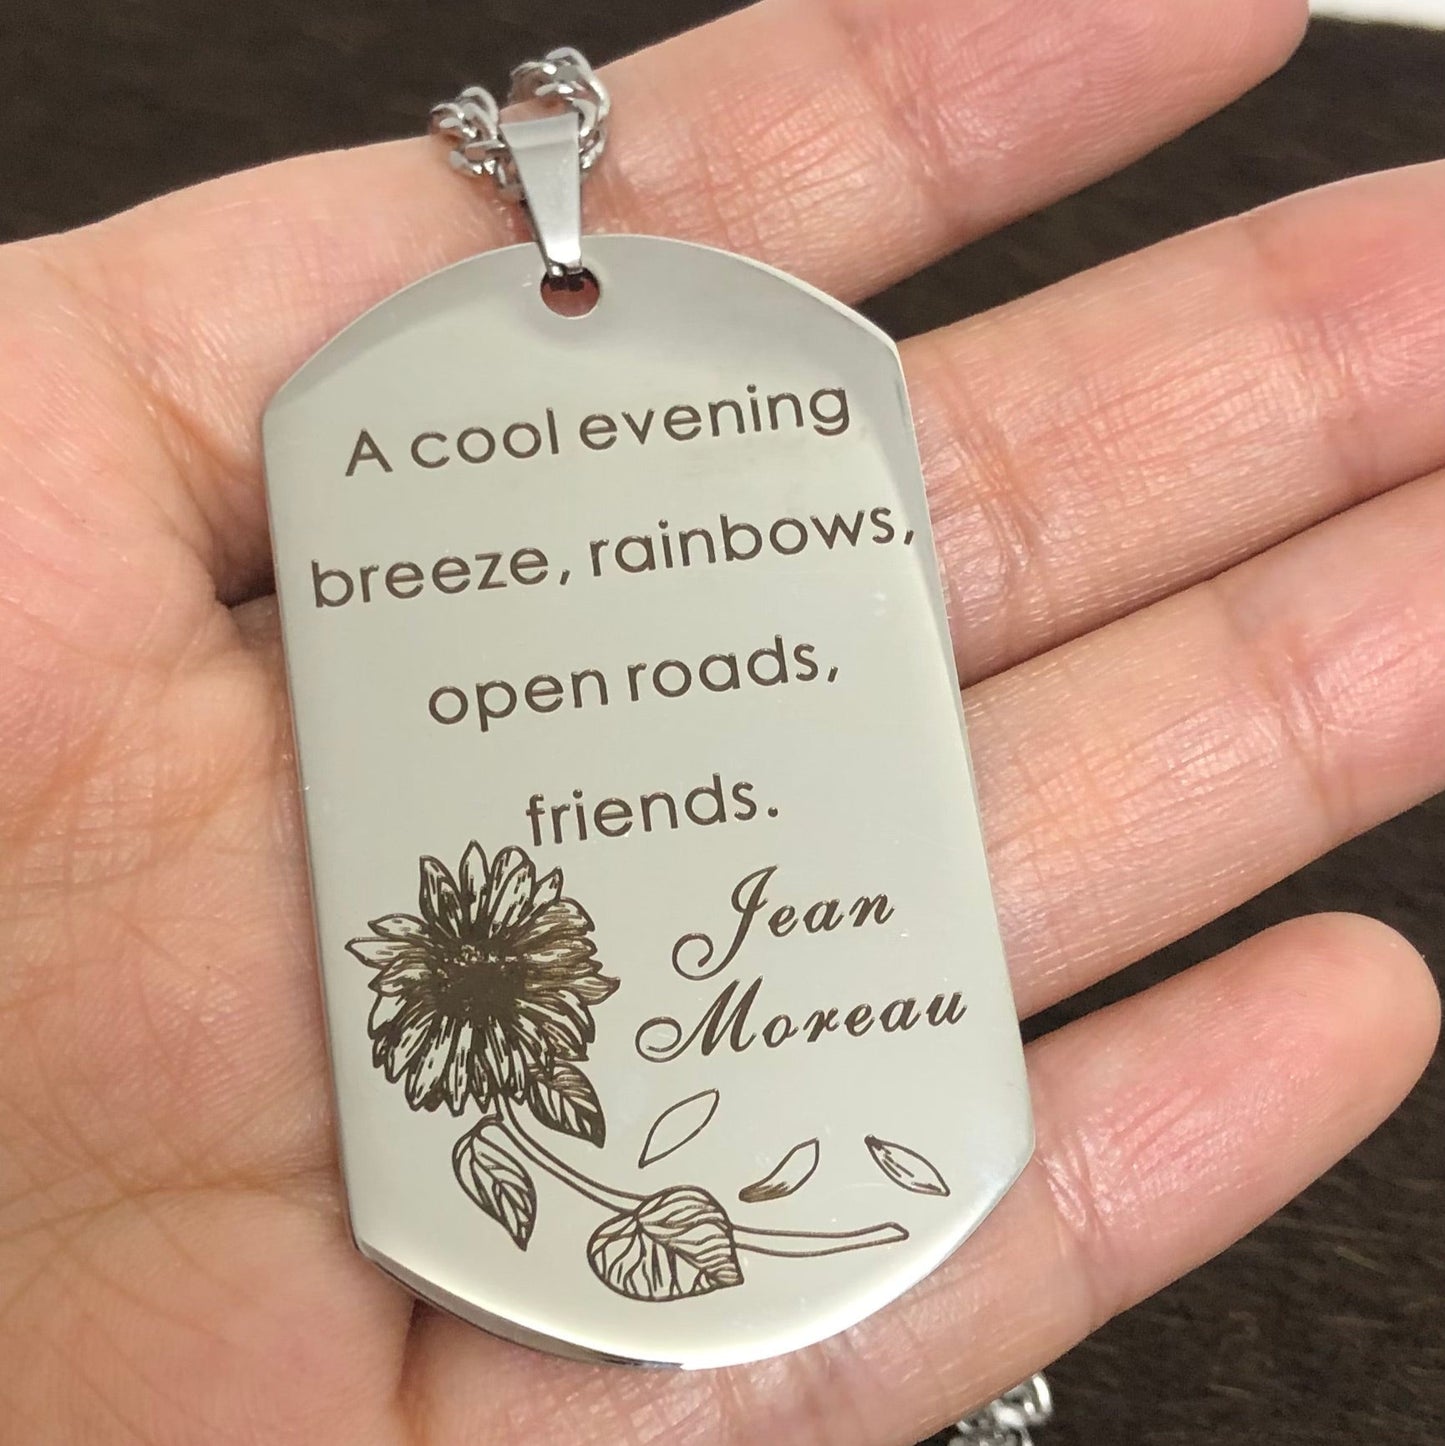 A cool evening
breeze, rainbows,
open roads,
friends.
Jean
Moreau